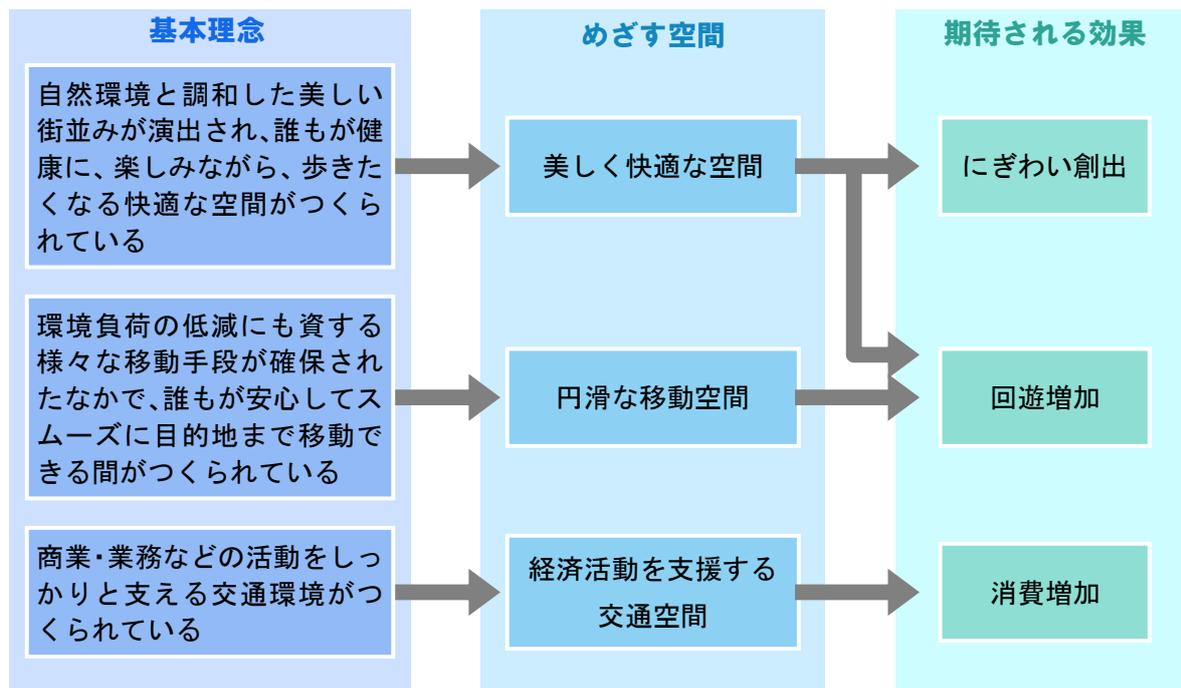 基本理念
めざす空間
期待される効果
自然環境と調和した美しい
街並みが演出され、誰もが健
康に、楽しみながら、歩きた
くなる快適な空間がつくら
れている
美しく快適な空間
にぎわい創出
環境負荷の低減にも資する
様々な移動手段が確保され
たなかで、誰もが安心してス
ムーズに目的地まで移動で
きる間がつくられている
円滑な移動空間
回遊増加
商業・業務などの活動をしっ
かりと支える交通環境がつ
くられている
経済活動を支援する
交通空間
消費増加